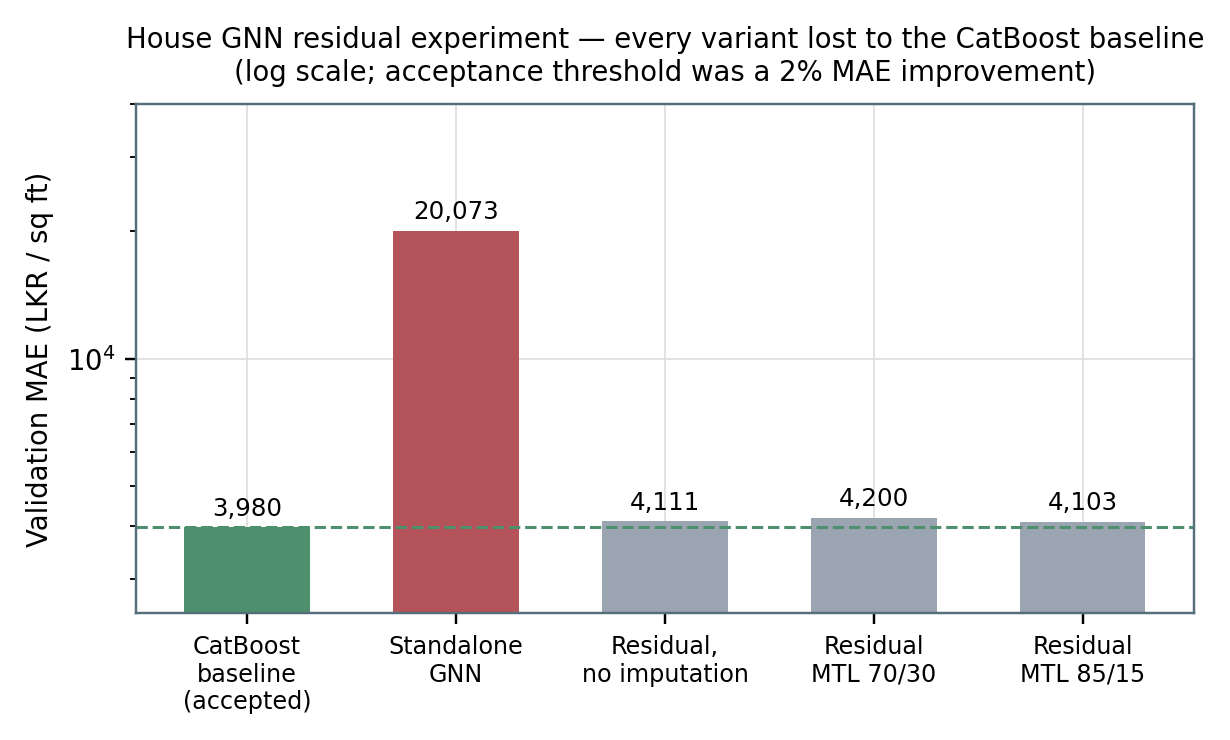 House GNN residual experiment — every variant lost to the CatBoost baseline
(log scale; acceptance threshold was a 2% MAE improvement)
Validation MAE (LKR / sq ft)
10⁴
3,980
20,073
4,111
4,200
4,103
CatBoost
baseline
(accepted)
Standalone
GNN
Residual,
no imputation
Residual
MTL 70/30
Residual
MTL 85/15